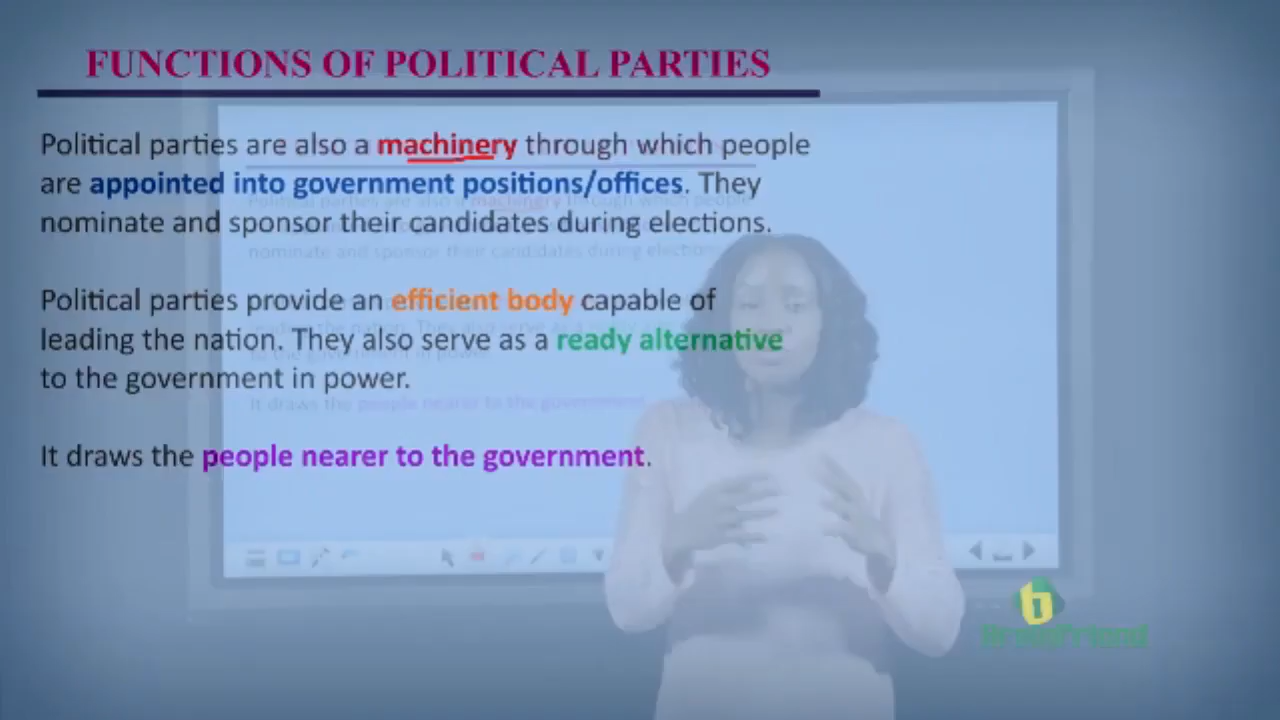 FUNCTIONS OF POLITICAL PARTIES
Political parties are also a machinery through which people
are appointed into government positions/offices. They
nominate and sponsor their candidates during elections.
Political parties provide an efficient body capable of
leading the nation. They also serve as a ready alternative
to the government in power.
It draws the people nearer to the government.